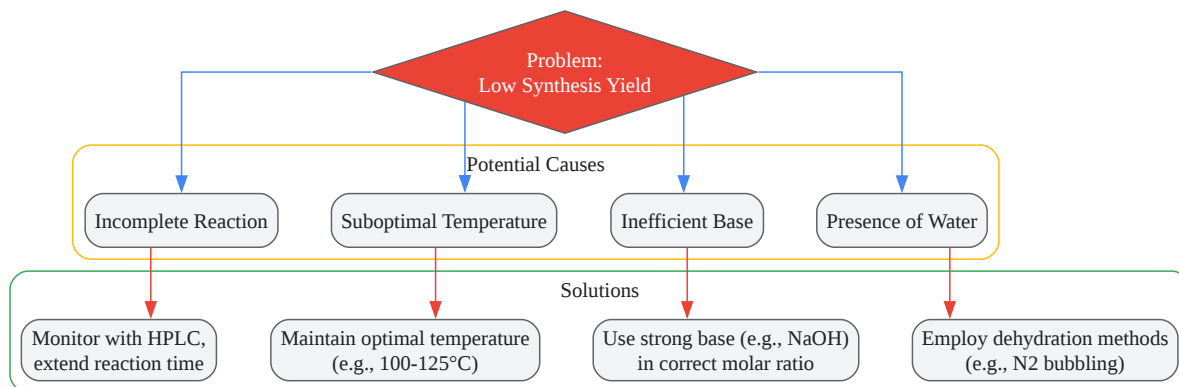 Problem:
Low Synthesis Yield
Potential Causes
Incomplete Reaction
Suboptimal Temperature
Inefficient Base
Presence of Water
Solutions
Monitor with HPLC,
extend reaction time
Maintain optimal temperature
(e.g., 100-125°C)
Use strong base (e.g., NaOH)
in correct molar ratio
Employ dehydration methods
(e.g., N2 bubbling)